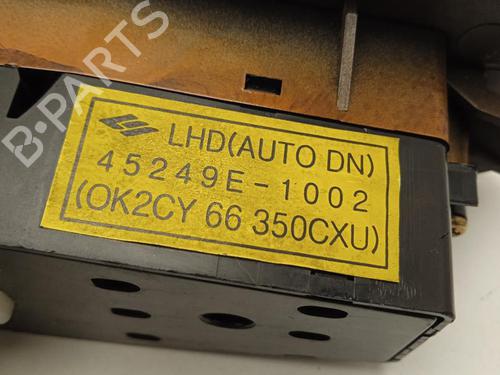 B-PARTS
LHD(AUTO DN)
45249E-1002
(OK2CY 66 350CXU)